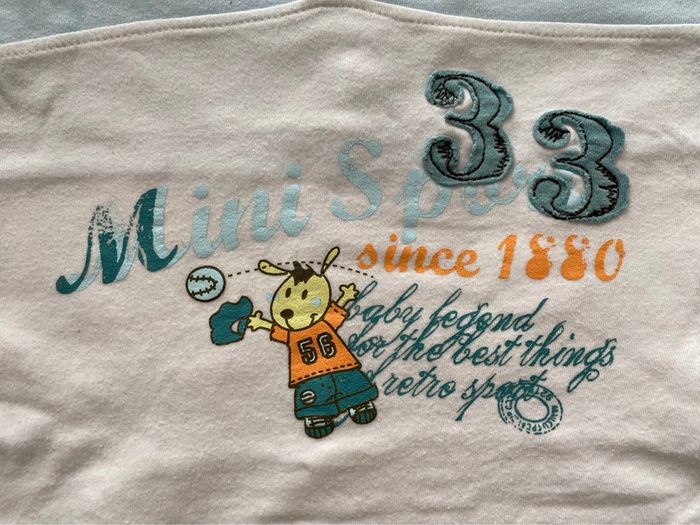 33
Mini Spo
since 1880
baby legend
for the best things
retro sport
56